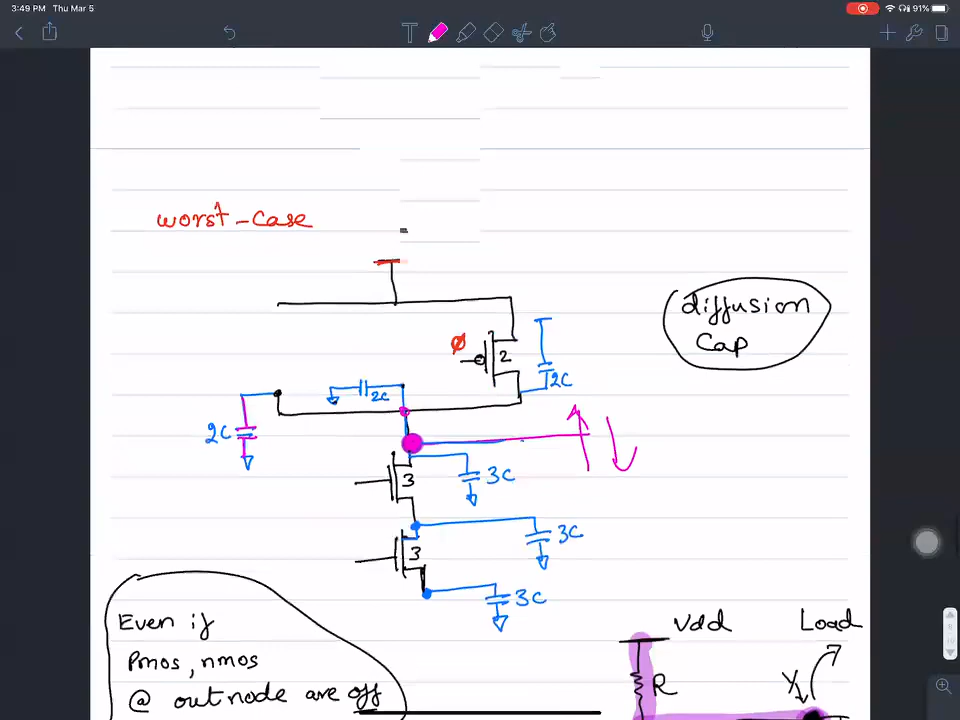 3:49 PM Thu Mar 5
91%
T
worst-case
diffusion
Cap
0
2
2C
2C
2C
3
3C
3C
3
3C
Even if
Pmos, nmos
@ outnode are off
Vdd
Load
R
Y